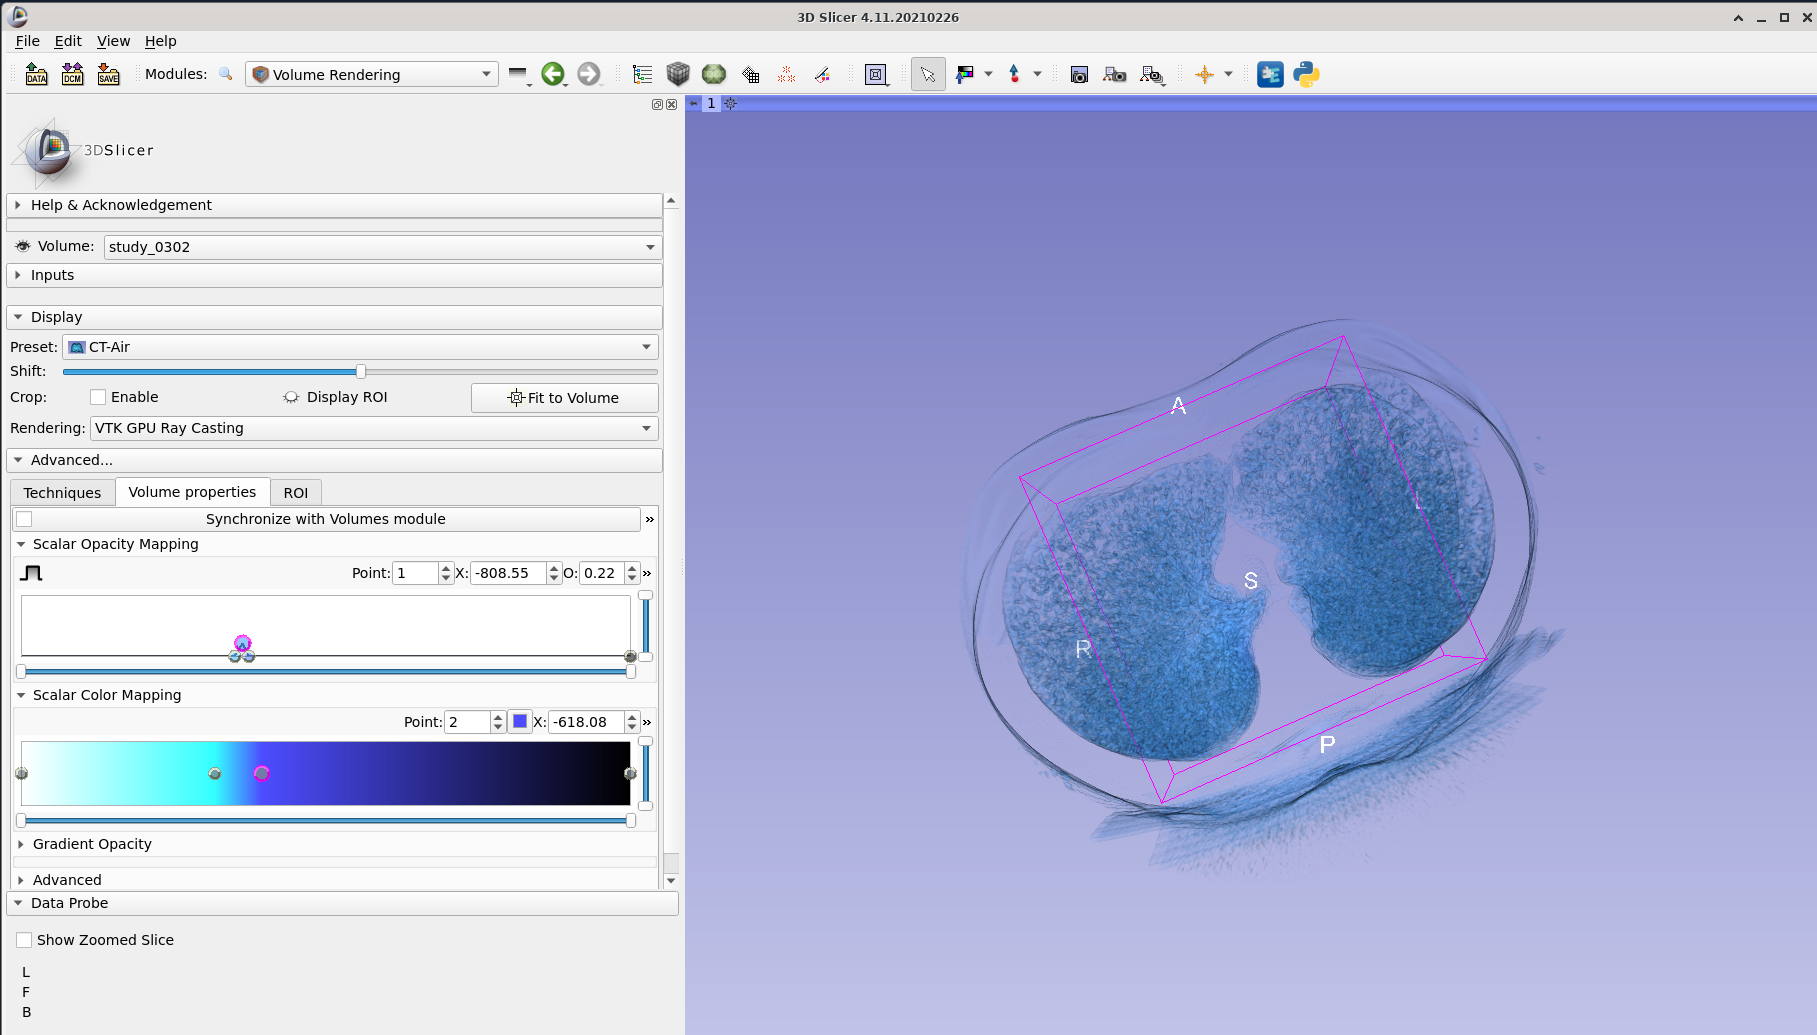 3D Slicer 4.11.20210226
File Edit View Help
DATA DCM SAVE Modules: Volume Rendering
1
3DSlicer
Help & Acknowledgement
Volume: study_0302
Inputs
Display
Preset: CT-Air
Shift:
Crop: Enable Display ROI Fit to Volume
Rendering: VTK GPU Ray Casting
Advanced...
Techniques Volume properties ROI
Synchronize with Volumes module »
Scalar Opacity Mapping
Point: 1 X: -808.55 O: 0.22 »
Scalar Color Mapping
Point: 2 X: -618.08 »
Gradient Opacity
Advanced
Data Probe
Show Zoomed Slice
L
F
B
A
L
S
R
P